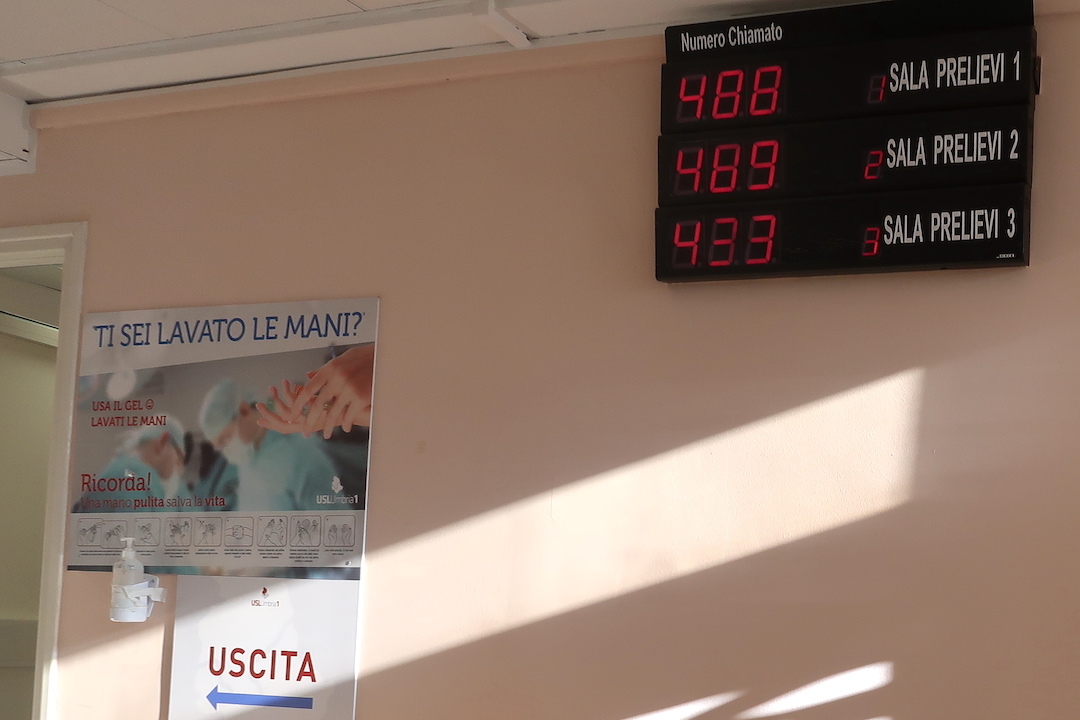 Numero Chiamato
488 1 SALA PRELIEVI 1
489 2 SALA PRELIEVI 2
433 3 SALA PRELIEVI 3
TI SEI LAVATO LE MANI?
USA IL GEL
LAVATI LE MANI
Ricorda!
Una mano pulita salva la vita
USLUmbria1
USLUmbria1
USCITA